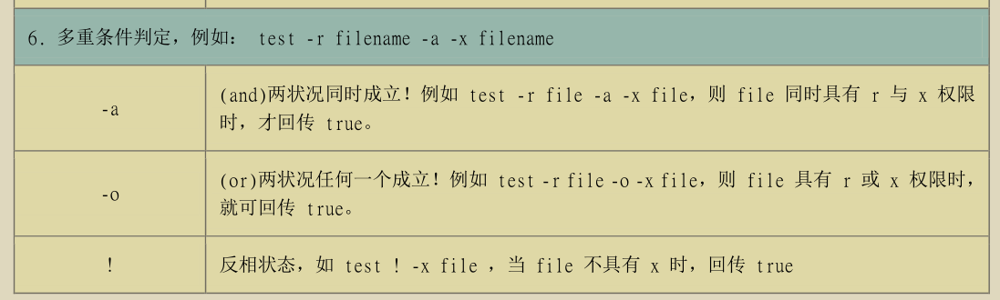 6. 多重条件判定，例如： test -r filename -a -x filename
-a
(and)两状况同时成立！例如 test -r file -a -x file，则 file 同时具有 r 与 x 权限
时，才回传 true。
-o
(or)两状况任何一个成立！例如 test -r file -o -x file，则 file 具有 r 或 x 权限时，
就可回传 true。
!
反相状态，如 test ! -x file ，当 file 不具有 x 时，回传 true